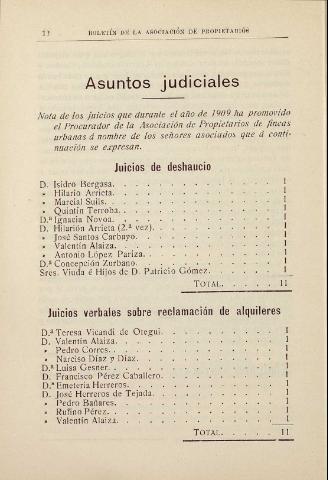 12 BOLETÍN DE LA ASOCIACIÓN DE PROPIETARIOS
Asuntos judiciales
Nota de los juicios que durante el año de 1909 ha promovido
el Procurador de la Asociación de Propietarios de fincas
urbanas á nombre de los señores asociados que á conti-
nuación se expresan.
Juicios de deshaucio
D. Isidro Bergasa. . . . . . . . . . . . 1
» Hilario Arrieta. . . . . . . . . . . . 1
» Marcial Suils. . . . . . . . . . . . 1
» Quintín Terroba. . . . . . . . . . . . 1
D.ª Ignacia Novoa. . . . . . . . . . . . 1
D. Hilarión Arrieta (2.ª vez). . . . . . . . . . 1
» José Santos Carbayo. . . . . . . . . . . 1
» Valentín Alaiza. . . . . . . . . . . . 1
» Antonio López Pariza. . . . . . . . . . . 1
D.ª Concepción Zurbano. . . . . . . . . . . 1
Sres. Viuda é Hijos de D. Patricio Gómez. . . . . . . 1
TOTAL. . . . . 11
Juicios verbales sobre reclamación de alquileres
D.ª Teresa Vicandi de Otegui. . . . . . . . . . 1
D. Valentín Alaiza. . . . . . . . . . . . 1
» Pedro Corres. . . . . . . . . . . . 1
» Narciso Díaz y Díaz. . . . . . . . . . . 1
D.ª Luisa Gesner. . . . . . . . . . . . 1
D. Francisco Pérez Caballero. . . . . . . . . . 1
D.ª Emeteria Herreros. . . . . . . . . . . 1
D. José Herreros de Tejada. . . . . . . . . . 1
» Pedro Bañares. . . . . . . . . . . . 1
» Rufino Pérez. . . . . . . . . . . . 1
» Valentín Alaiza. . . . . . . . . . . . 1
TOTAL. . . . . 11